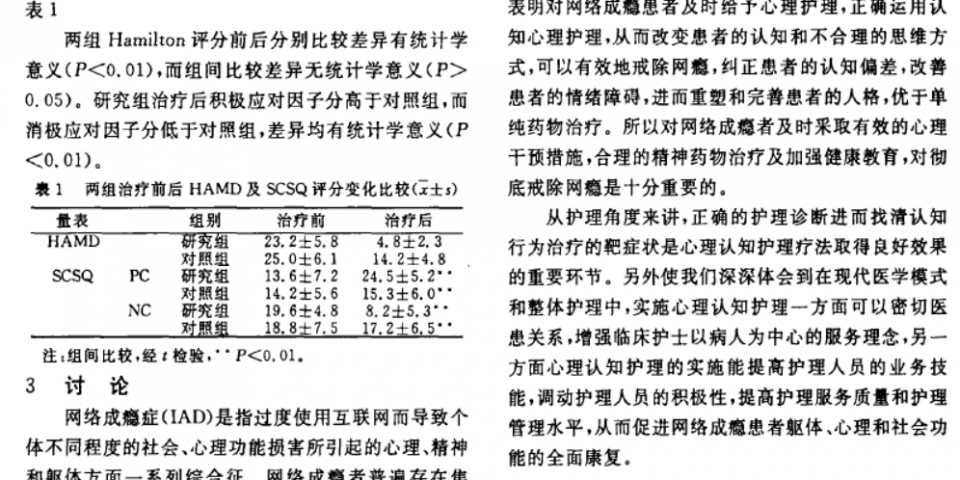 表1
两组 Hamilton 评分前后分别比较差异有统计学
意义(P<0.01),而组间比较差异无统计学意义(P>
0.05)。研究组治疗后积极应对因子分高于对照组,而
消极应对因子分低于对照组,差异均有统计学意义(P
<0.01)。
表1 两组治疗前后 HAMD 及 SCSQ 评分变化比较(x̄±s)
量表 组别 治疗前 治疗后
HAMD 研究组 23.2±5.8 4.8±2.3
对照组 25.0±6.1 14.2±4.8
SCSQ PC 研究组 13.6±7.2 24.5±5.2**
对照组 14.2±5.6 15.3±6.0**
NC 研究组 19.6±4.8 8.2±5.3**
对照组 18.8±7.5 17.2±6.5**
注:组间比较,经 t 检验,**P<0.01。
3 讨 论
网络成瘾症(IAD)是指过度使用互联网而导致个
体不同程度的社会、心理功能损害所引起的心理、精神
和躯体方面一系列综合征。网络成瘾者普遍存在焦
表明对网络成瘾患者及时给予心理护理,正确运用认
知心理护理,从而改变患者的认知和不合理的思维方
式,可以有效地戒除网瘾,纠正患者的认知偏差,改善
患者的情绪障碍,进而重塑和完善患者的人格,优于单
纯药物治疗。所以对网络成瘾者及时采取有效的心理
干预措施,合理的精神药物治疗及加强健康教育,对彻
底戒除网瘾是十分重要的。
从护理角度来讲,正确的护理诊断进而找清认知
行为治疗的靶症状是心理认知护理疗法取得良好效果
的重要环节。另外使我们深深体会到在现代医学模式
和整体护理中,实施心理认知护理一方面可以密切医
患关系,增强临床护士以病人为中心的服务理念,另一
方面心理认知护理的实施能提高护理人员的业务技
能,调动护理人员的积极性,提高护理服务质量和护理
管理水平,从而促进网络成瘾患者躯体、心理和社会功
能的全面康复。